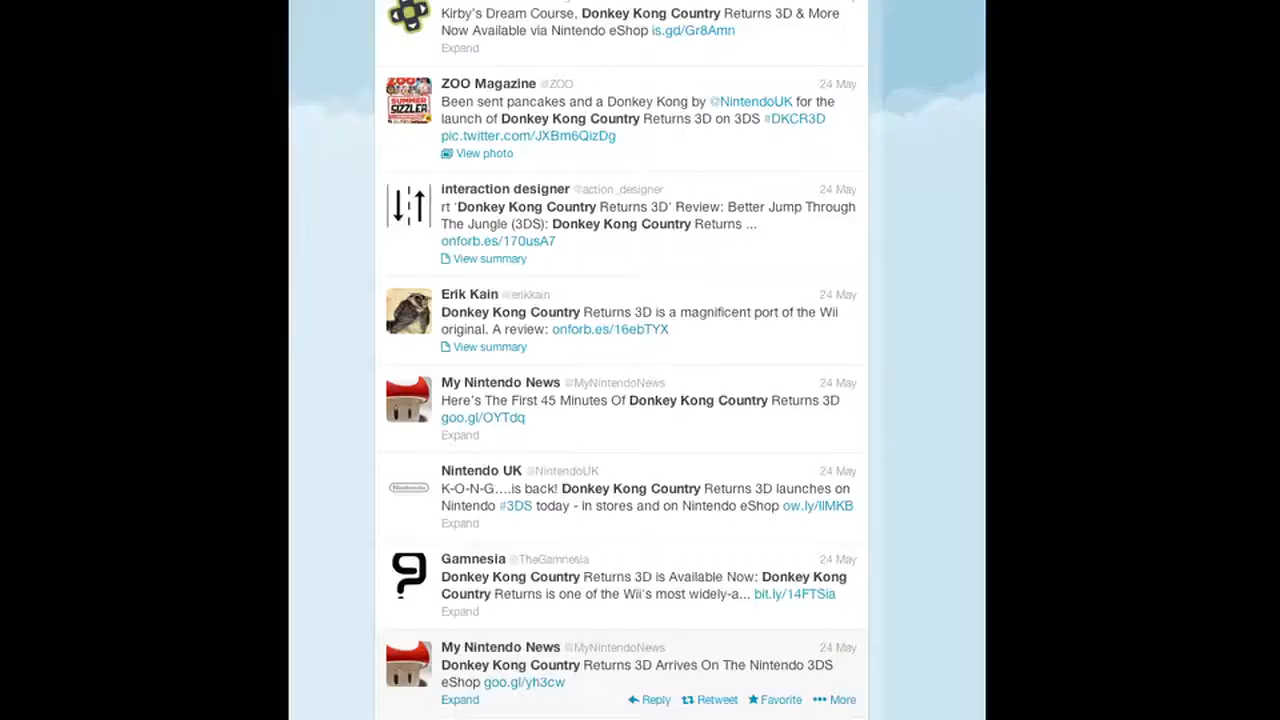 Kirby's Dream Course, Donkey Kong Country Returns 3D & More
Now Available via Nintendo eShop is.gd/Gr8Amn
Expand
ZOO Magazine @ZOO 24 May
ZOO
SUMMER
SIZZLER
Been sent pancakes and a Donkey Kong by @NintendoUK for the
launch of Donkey Kong Country Returns 3D on 3DS #DKCR3D
pic.twitter.com/JXBm6QizDg
View photo
interaction designer @action_designer 24 May
rt 'Donkey Kong Country Returns 3D' Review: Better Jump Through
The Jungle (3DS): Donkey Kong Country Returns ...
onforb.es/170usA7
View summary
Erik Kain @erikkain 24 May
Donkey Kong Country Returns 3D is a magnificent port of the Wii
original. A review: onforb.es/16ebTYX
View summary
My Nintendo News @MyNintendoNews 24 May
Here's The First 45 Minutes Of Donkey Kong Country Returns 3D
goo.gl/OYTdq
Expand
Nintendo UK @NintendoUK 24 May
Nintendo
K-O-N-G....is back! Donkey Kong Country Returns 3D launches on
Nintendo #3DS today - in stores and on Nintendo eShop ow.ly/llMKB
Expand
Gamnesia @TheGamnesia 24 May
Donkey Kong Country Returns 3D is Available Now: Donkey Kong
Country Returns is one of the Wii's most widely-a... bit.ly/14FTSia
Expand
My Nintendo News @MyNintendoNews 24 May
Donkey Kong Country Returns 3D Arrives On The Nintendo 3DS
eShop goo.gl/yh3cw
Expand Reply Retweet Favorite More